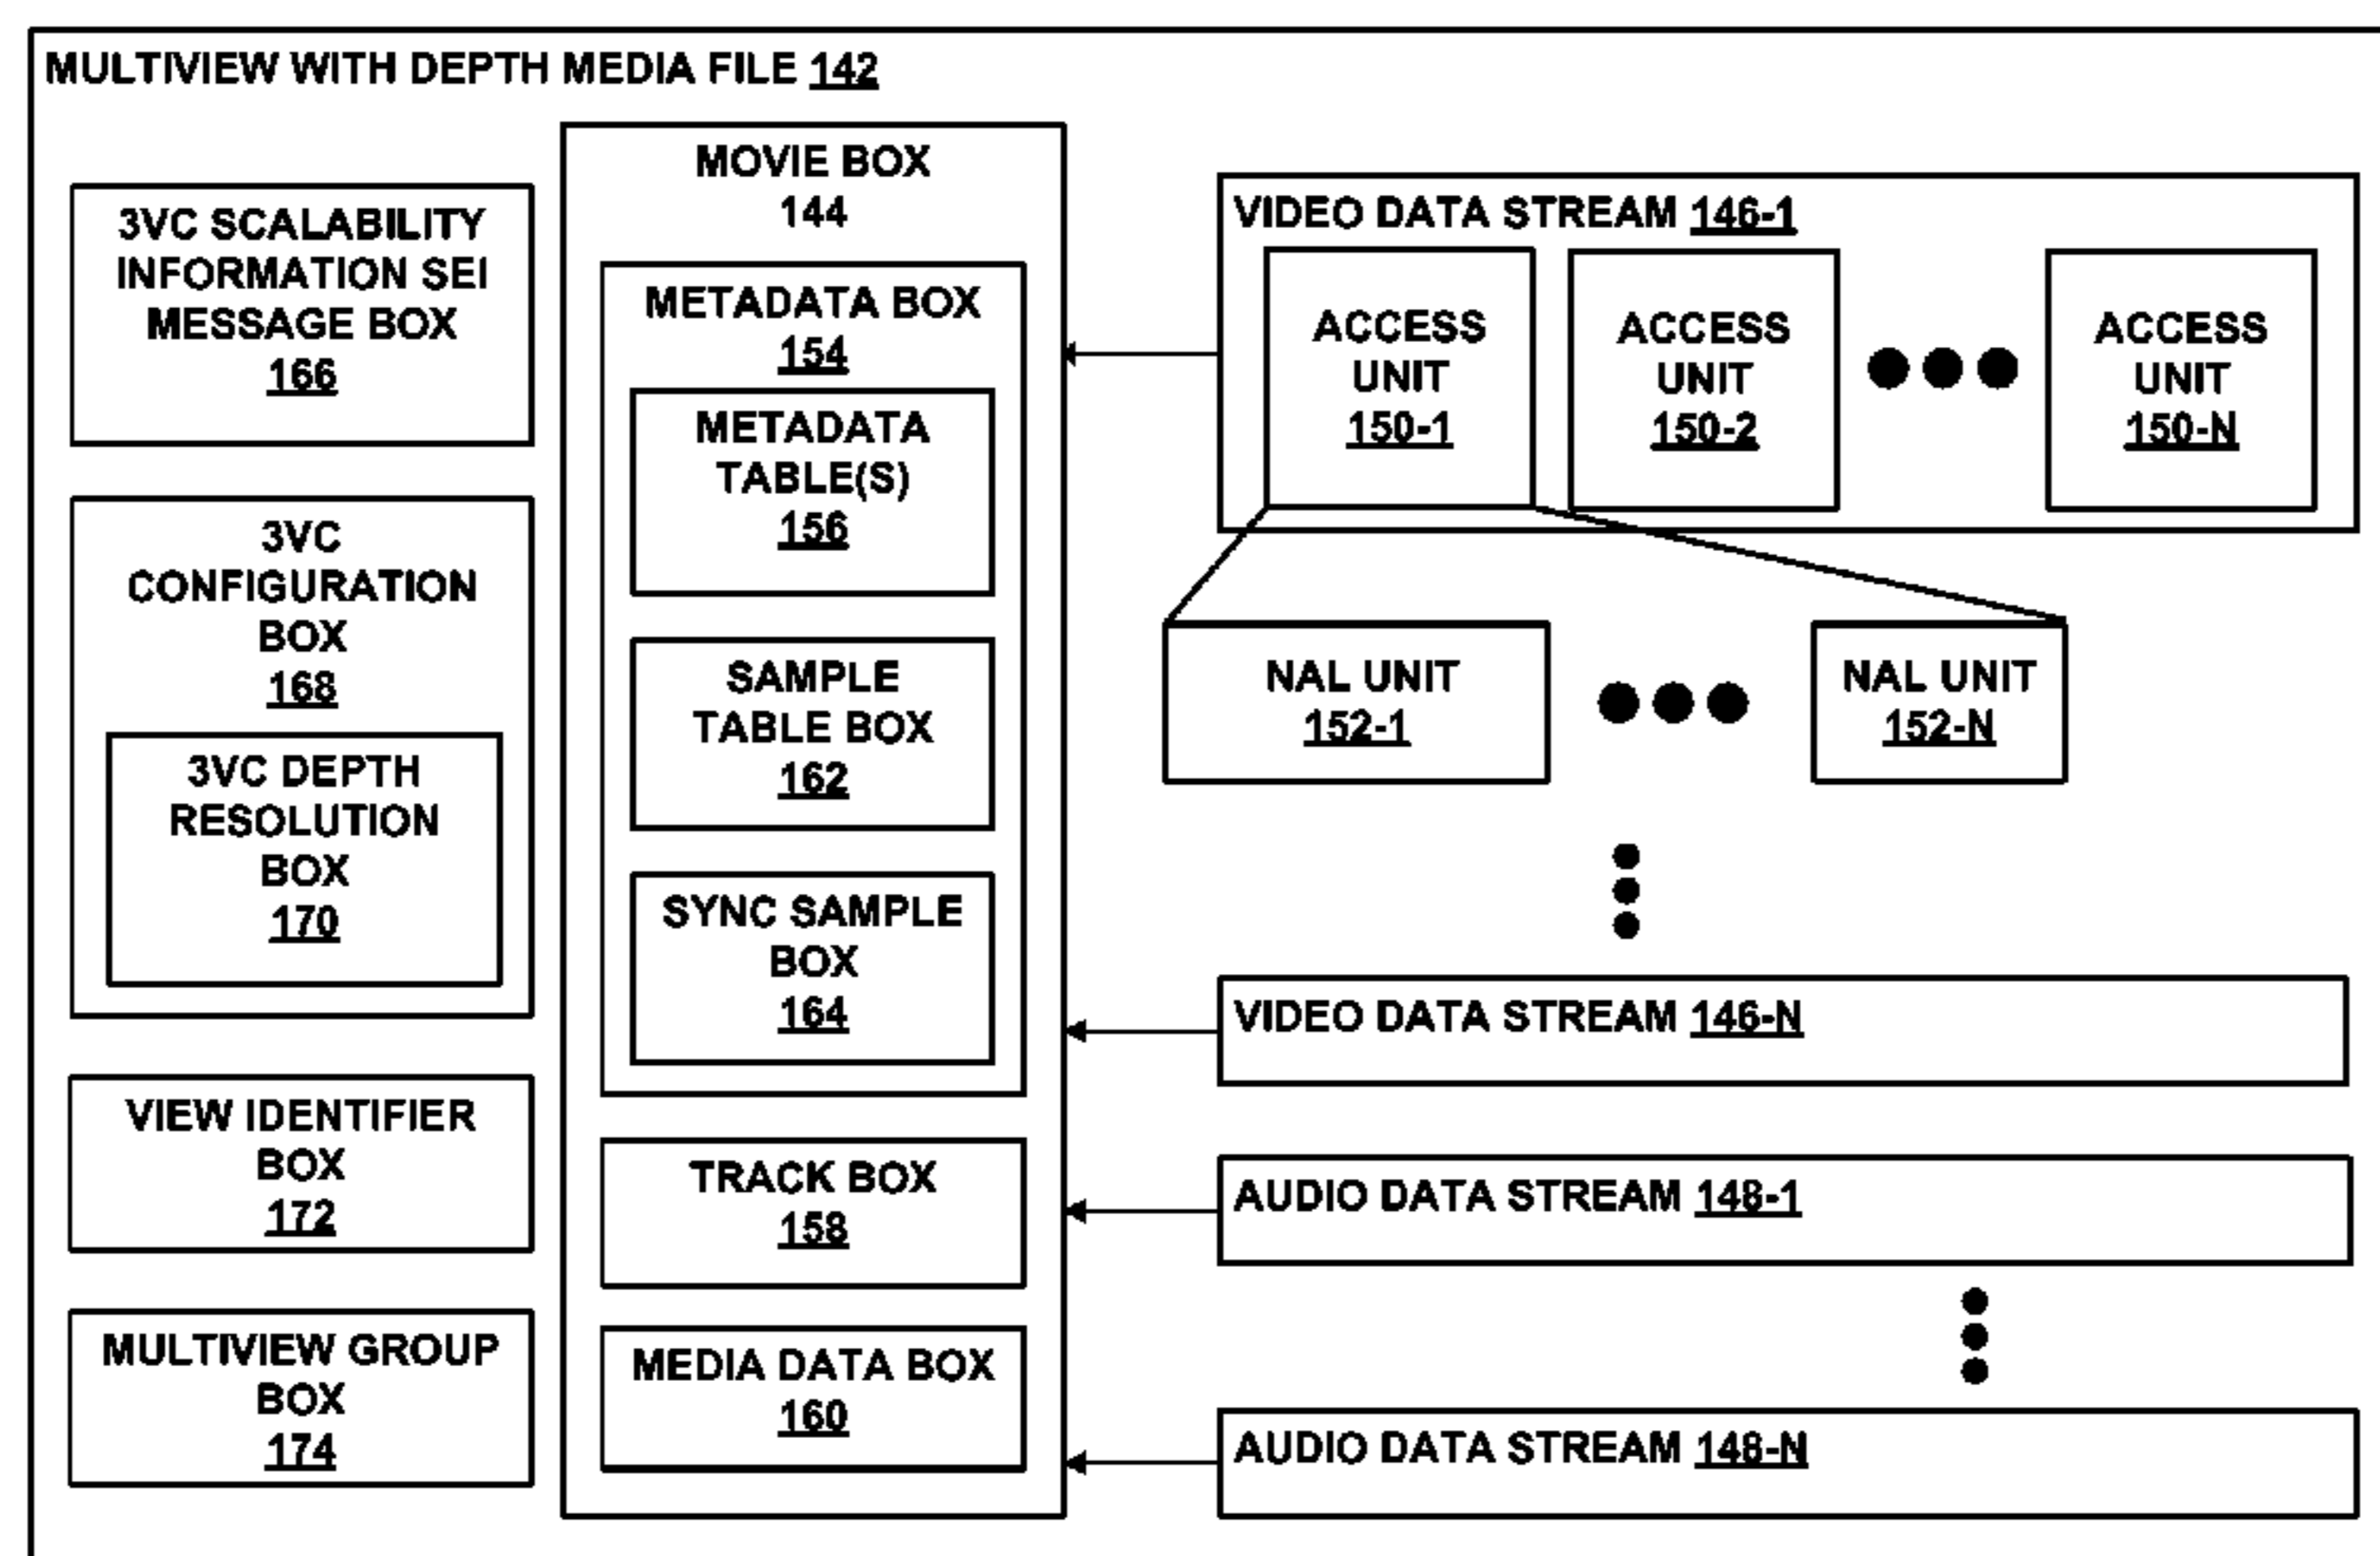 MULTIVIEW WITH DEPTH MEDIA FILE 142
3VC SCALABILITY
INFORMATION SEI
MESSAGE BOX
166
3VC
CONFIGURATION
BOX
168
3VC DEPTH
RESOLUTION
BOX
170
VIEW IDENTIFIER
BOX
172
MULTIVIEW GROUP
BOX
174
MOVIE BOX
144
METADATA BOX
154
METADATA
TABLE(S)
156
SAMPLE
TABLE BOX
162
SYNC SAMPLE
BOX
164
TRACK BOX
158
MEDIA DATA BOX
160
VIDEO DATA STREAM 146-1
ACCESS
UNIT
150-1
ACCESS
UNIT
150-2
ACCESS
UNIT
150-N
NAL UNIT
152-1
NAL UNIT
152-N
VIDEO DATA STREAM 146-N
AUDIO DATA STREAM 148-1
AUDIO DATA STREAM 148-N